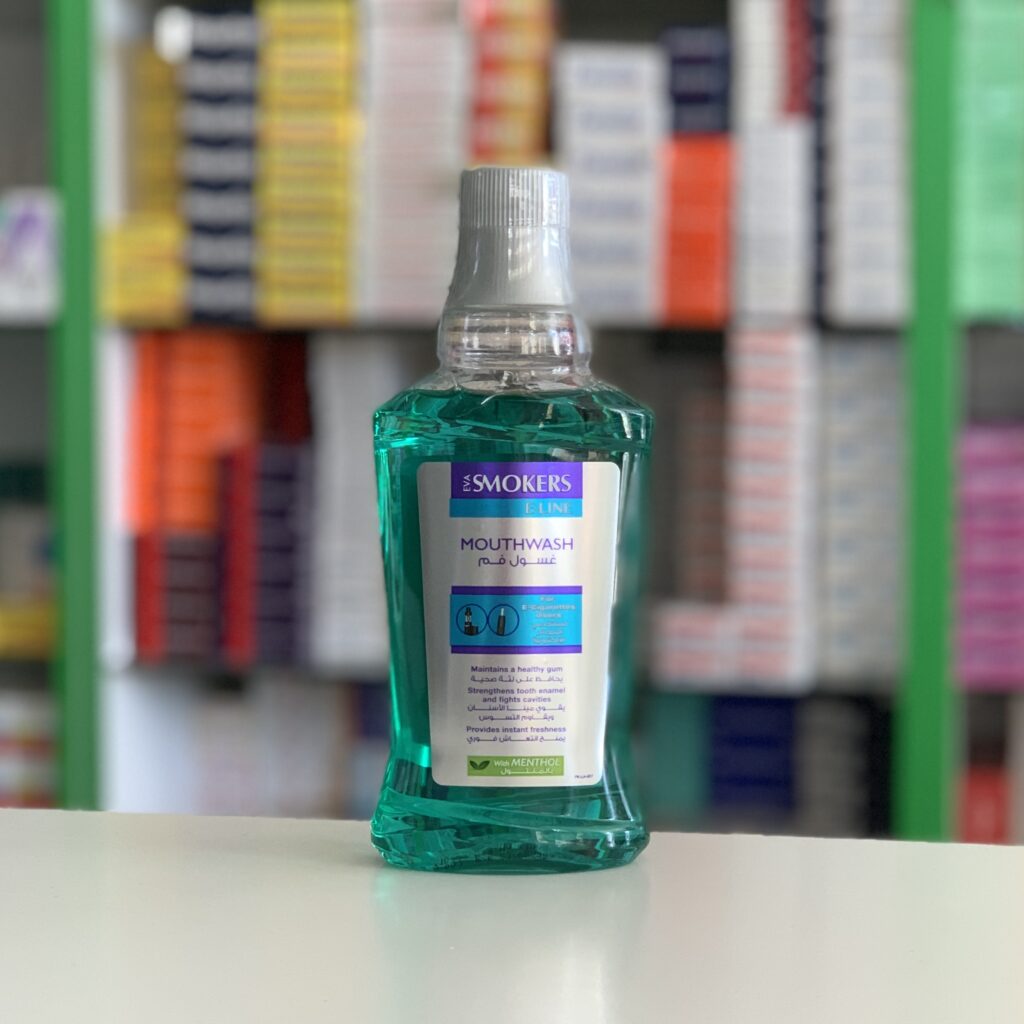 EVA SMOKERS
E LINE
MOUTHWASH
غسول فم
For
E-Cigarettes
Users
Maintains a healthy gum
يحافظ على لثة صحية
Strengthens tooth enamel
and fights cavities
يقوي مينا الأسنان
ويقاوم التسوس
Provides instant freshness
يمنح انتعاش فوري
With MENTHOL
بالمنثول